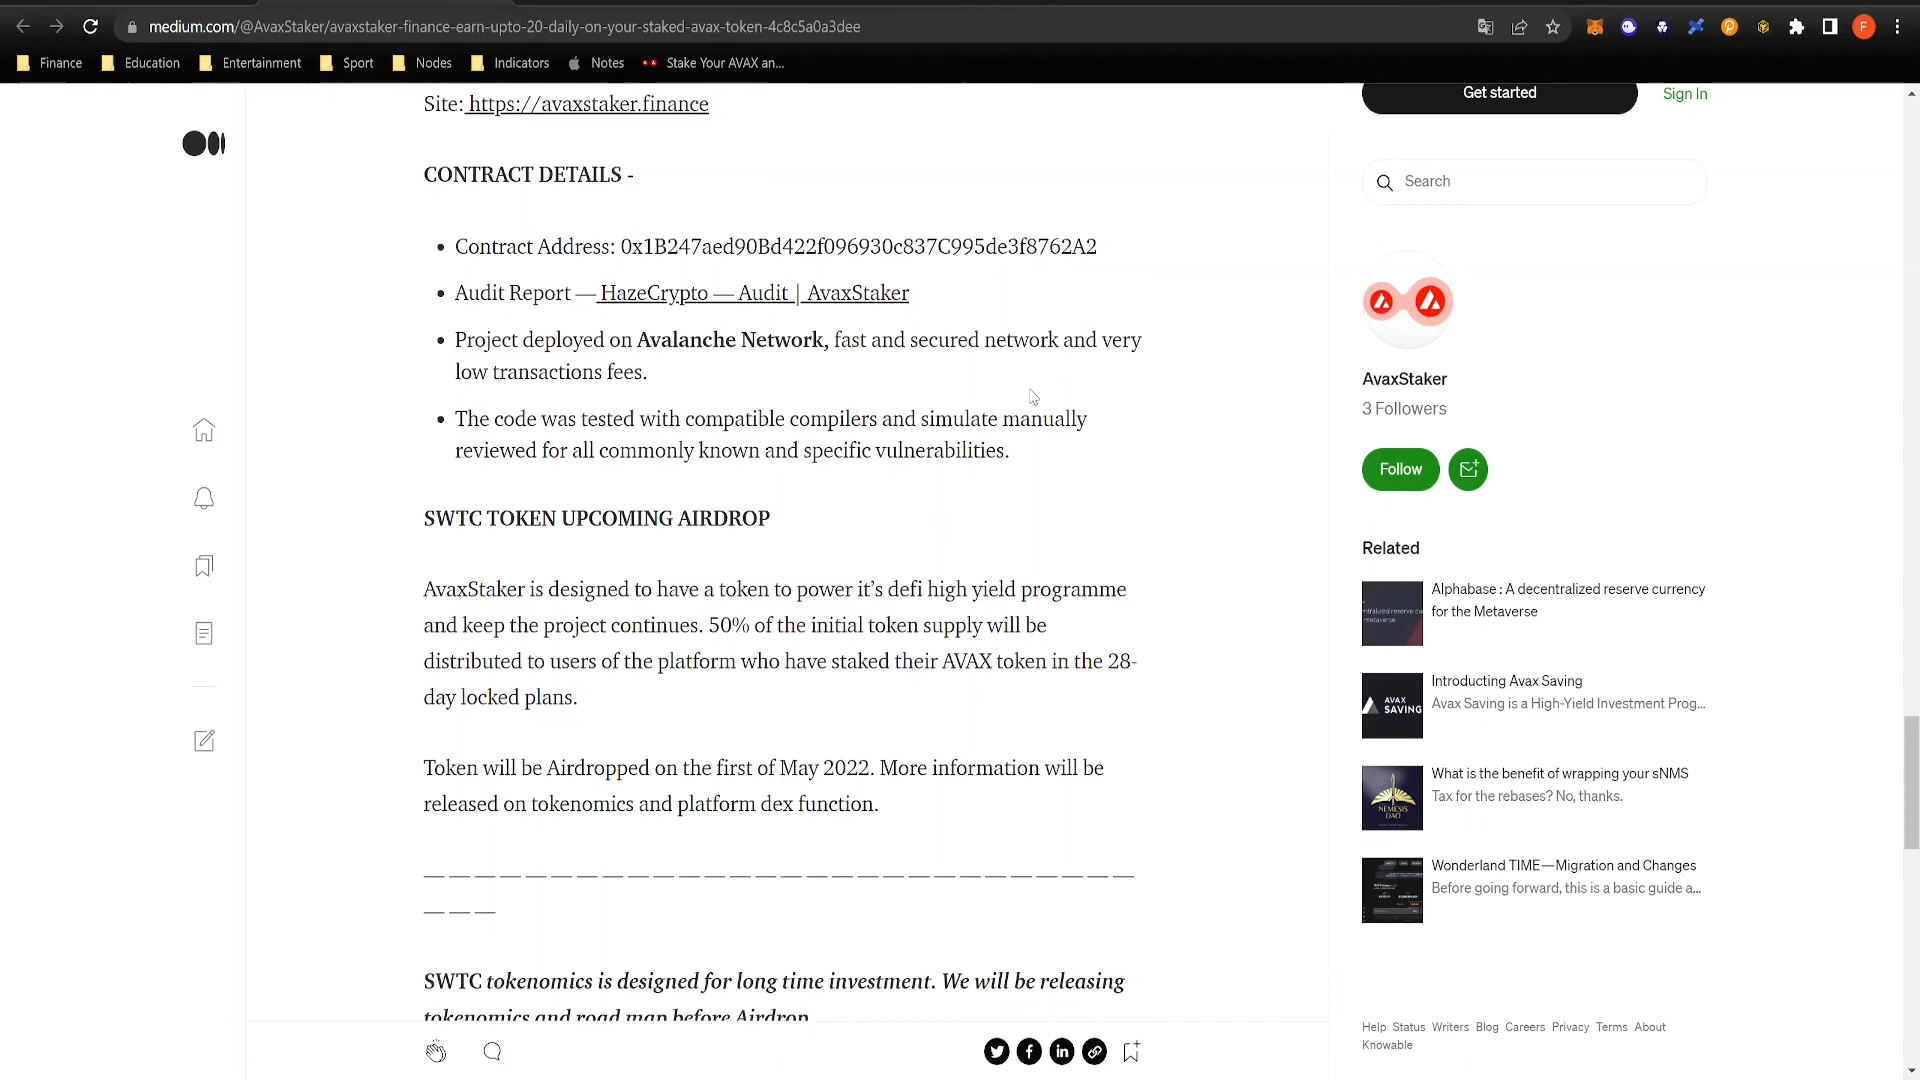 medium.com/@AvaxStaker/avaxstaker-finance-earn-upto-20-daily-on-your-staked-avax-token-4c8c5a0a3dee
F
Finance
Education
Entertainment
Sport
Nodes
Indicators
Notes
Stake Your AVAX an...
Site: https://avaxstaker.finance
CONTRACT DETAILS -
• Contract Address: 0x1B247aed90Bd422f096930c837C995de3f8762A2
• Audit Report — HazeCrypto — Audit | AvaxStaker
• Project deployed on Avalanche Network, fast and secured network and very
low transactions fees.
• The code was tested with compatible compilers and simulate manually
reviewed for all commonly known and specific vulnerabilities.
SWTC TOKEN UPCOMING AIRDROP
AvaxStaker is designed to have a token to power it’s defi high yield programme
and keep the project continues. 50% of the initial token supply will be
distributed to users of the platform who have staked their AVAX token in the 28-
day locked plans.
Token will be Airdropped on the first of May 2022. More information will be
released on tokenomics and platform dex function.
— — — — — — — — — — — — — — — — — — — — — — — — — — — —
— — —
SWTC tokenomics is designed for long time investment. We will be releasing
tokenomics and road map before Airdrop
Get started
Sign In
Search
AvaxStaker
3 Followers
Follow
Related
Alphabase : A decentralized reserve currency
for the Metaverse
AVAX
SAVING
Introducting Avax Saving
Avax Saving is a High-Yield Investment Prog...
NEMESIS
DAO
What is the benefit of wrapping your sNMS
Tax for the rebases? No, thanks.
Wonderland TIME — Migration and Changes
Before going forward, this is a basic guide a...
Help Status Writers Blog Careers Privacy Terms About
Knowable